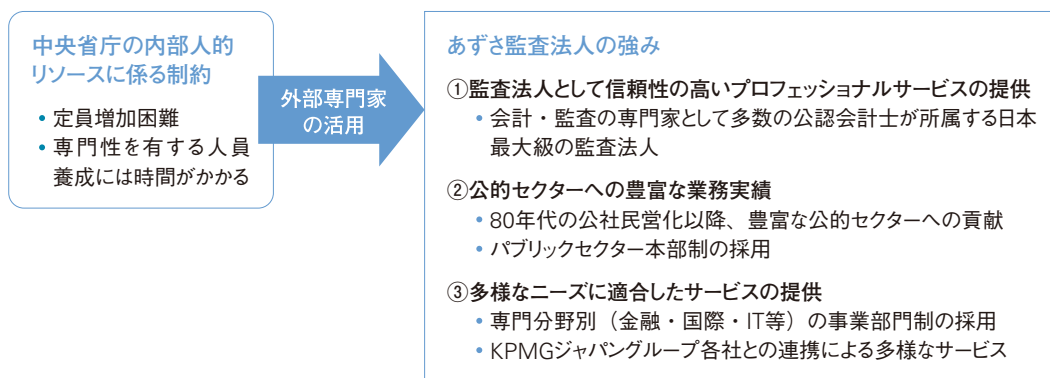 中央省庁の内部人的
リソースに係る制約
• 定員増加困難
• 専門性を有する人員
養成には時間がかかる
外部専門家
の活用
あずさ監査法人の強み
①監査法人として信頼性の高いプロフェッショナルサービスの提供
• 会計・監査の専門家として多数の公認会計士が所属する日本
最大級の監査法人
②公的セクターへの豊富な業務実績
• 80年代の公社民営化以降、豊富な公的セクターへの貢献
• パブリックセクター本部制の採用
③多様なニーズに適合したサービスの提供
• 専門分野別（金融・国際・IT等）の事業部門制の採用
• KPMGジャパングループ各社との連携による多様なサービス